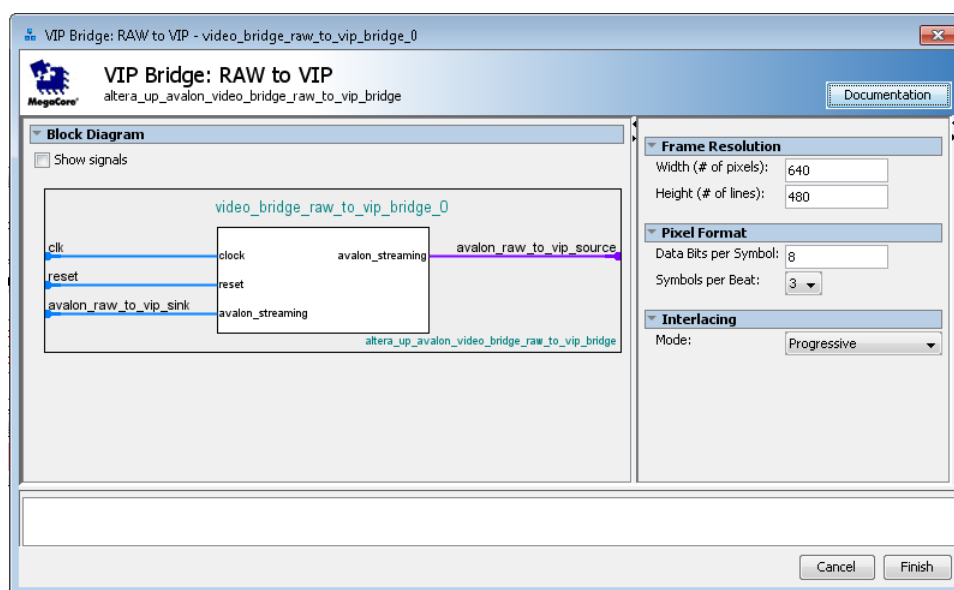 VIP Bridge: RAW to VIP - video_bridge_raw_to_vip_bridge_0
VIP Bridge: RAW to VIP
altera_up_avalon_video_bridge_raw_to_vip_bridge
MegaCore'
Documentation
Block Diagram
Show signals
video_bridge_raw_to_vip_bridge_0
clk
clock
avalon_streaming
avalon_raw_to_vip_source
reset
reset
avalon_raw_to_vip_sink
avalon_streaming
altera_up_avalon_video_bridge_raw_to_vip_bridge
Frame Resolution
Width (# of pixels): 640
Height (# of lines): 480
Pixel Format
Data Bits per Symbol: 8
Symbols per Beat: 3
Interlacing
Mode: Progressive
Cancel Finish